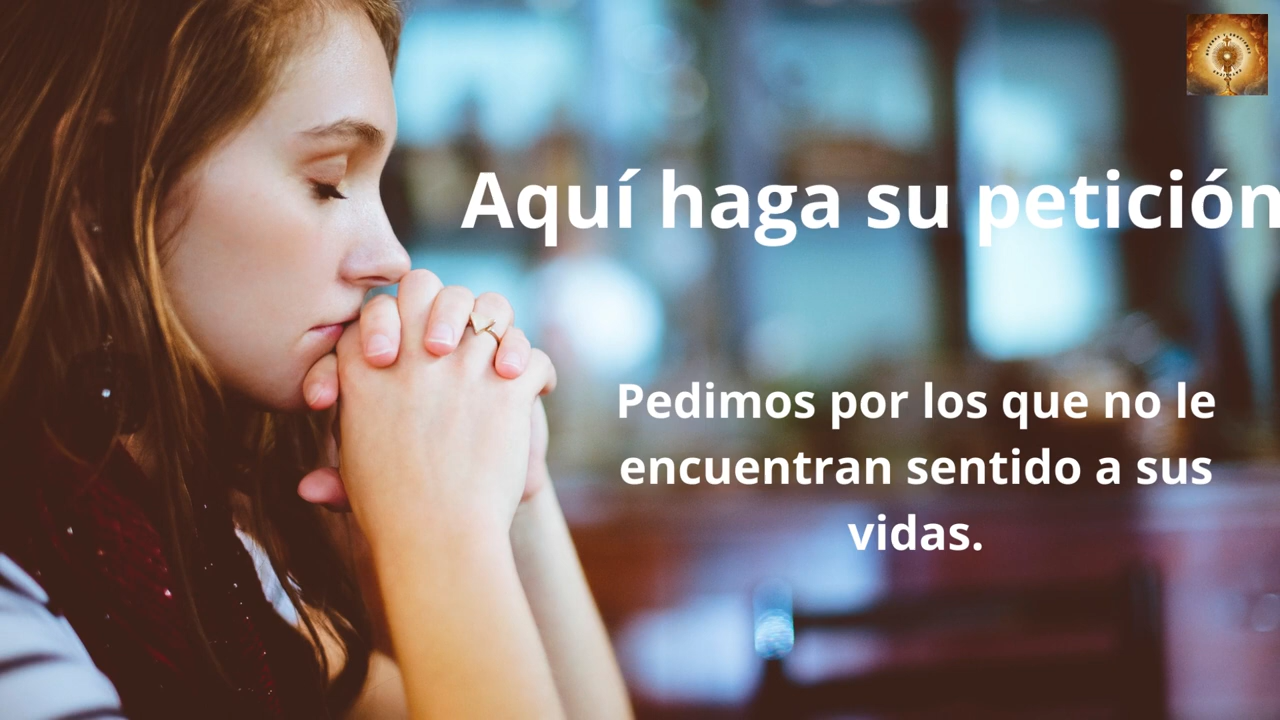 Aquí haga su petición
Pedimos por los que no le
encuentran sentido a sus
vidas.